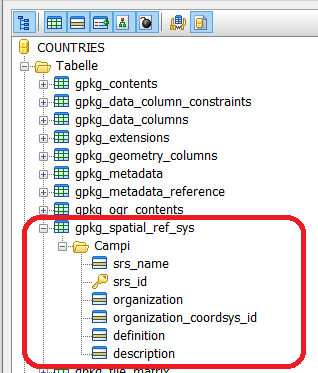 COUNTRIES
Tabelle
gpkg_contents
gpkg_data_column_constraints
gpkg_data_columns
gpkg_extensions
gpkg_geometry_columns
gpkg_metadata
gpkg_metadata_reference
gpkg_ogr_contents
gpkg_spatial_ref_sys
Campi
srs_name
srs_id
organization
organization_coordsys_id
definition
description
gpkg_tile_matrix